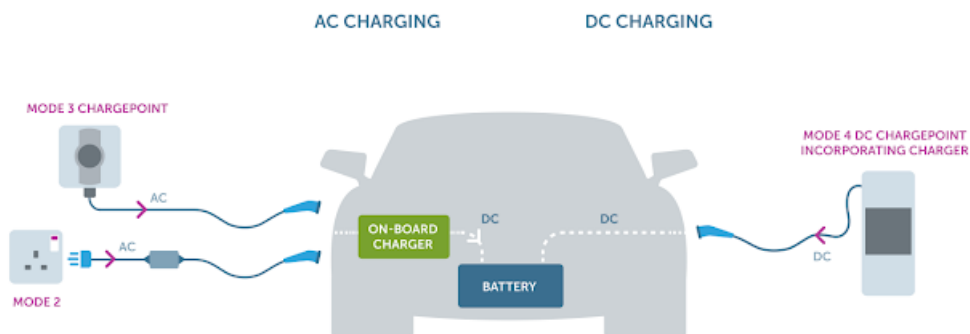 AC CHARGING
DC CHARGING
MODE 3 CHARGEPOINT
AC
MODE 4 DC CHARGEPOINT
INCORPORATING CHARGER
ON-BOARD
CHARGER
DC
DC
AC
DC
BATTERY
MODE 2